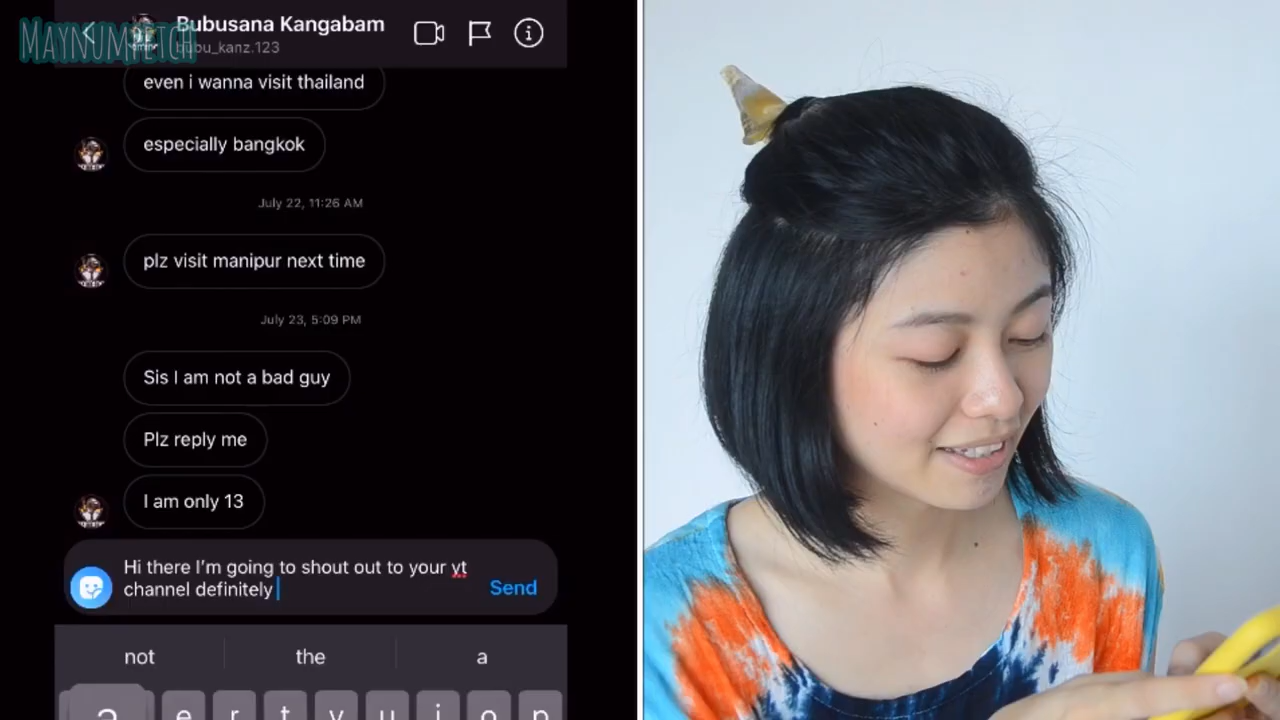 MAYNUMFETCH
Bubusana Kangabam
bubu_kanz.123
even i wanna visit thailand
especially bangkok
July 22, 11:26 AM
plz visit manipur next time
July 23, 5:09 PM
Sis I am not a bad guy
Plz reply me
I am only 13
Hi there I'm going to shout out to your yt
channel definitely
Send
not the a
a e r t y u i o p